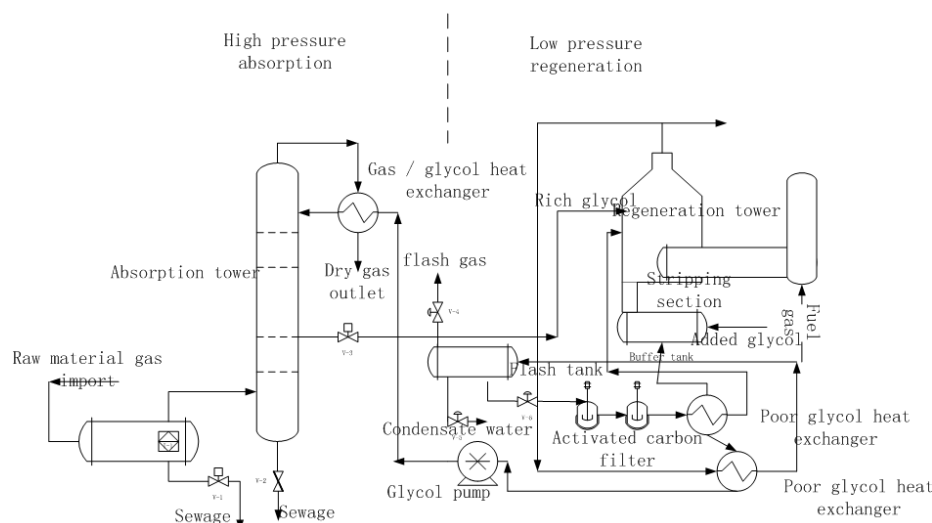 High pressure
absorption
Low pressure
regeneration
Gas / glycol heat
exchanger
Rich glycol
Regeneration tower
Absorption tower
Dry gas
outlet
flash gas
V-4
Stripping
section
Fuel
gas
V-3
Added glycol
Buffer tank
Raw material gas
import
Flash tank
V-6
V-5
Condensate water
Activated carbon
filter
Poor glycol heat
exchanger
V-1
V-2
Glycol pump
Poor glycol heat
exchanger
Sewage
Sewage